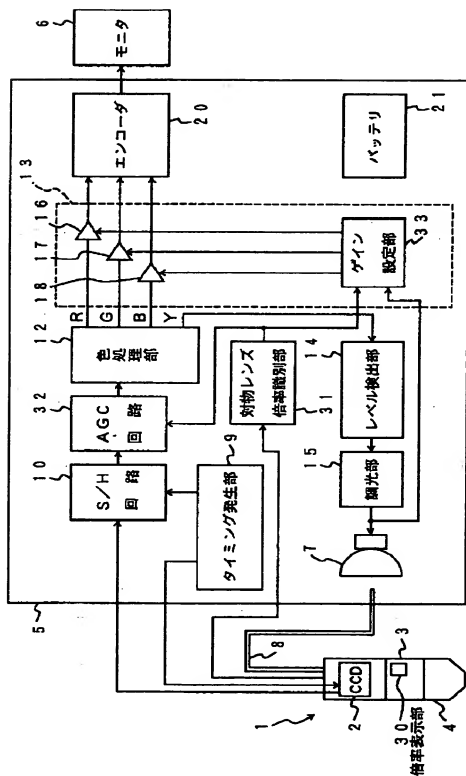 5
10
S/H
回路
32
AGC
回路
12
色
処
理
部
R
G
B
Y
18
17
16
13
エンコーダ
20
6
モニタ
タイミング発生部
9
対物レンズ
倍率識別部
31
ゲイン
設定部
33
バッテリ
21
7
調光部
15
レベル検出部
14
8
1
CCD
2
3
30
倍率表示部
4